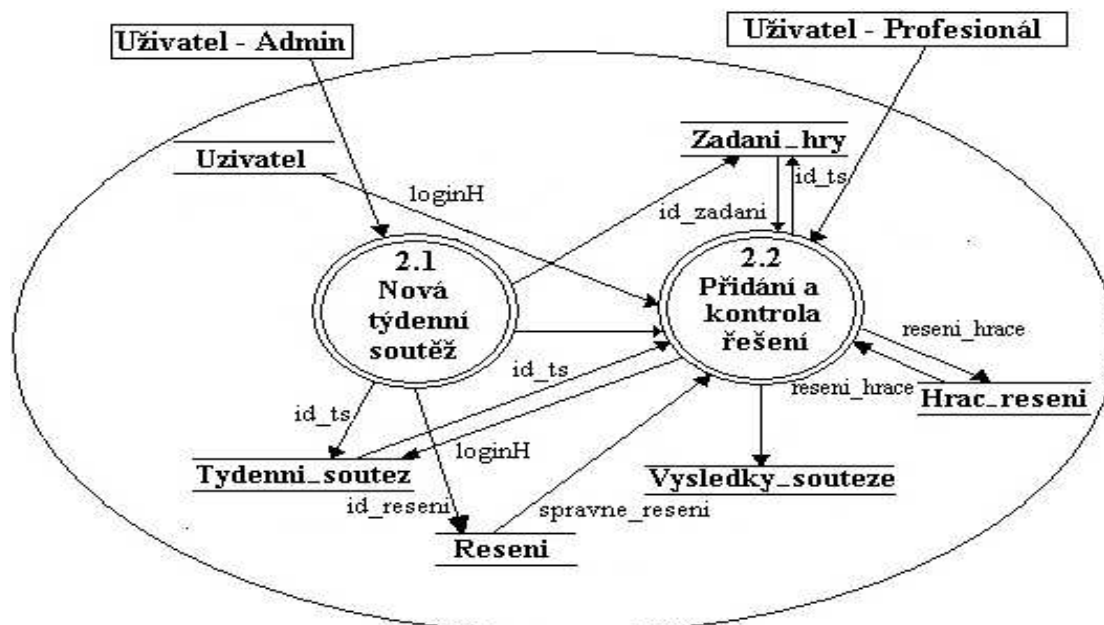 Uživatel - Admin
Uživatel - Profesionál
Uzivatel
Zadani_hry
loginH
id_ts
id_zadani
2.1
Nová
týdenní
soutěž
2.2
Přidání a
kontrola
řešení
reseni_hrace
id_ts
reseni_hrace
Hrac_reseni
id_ts
loginH
Tydenni_soutez
Vysledky_souteze
id_reseni
spravne_reseni
Reseni